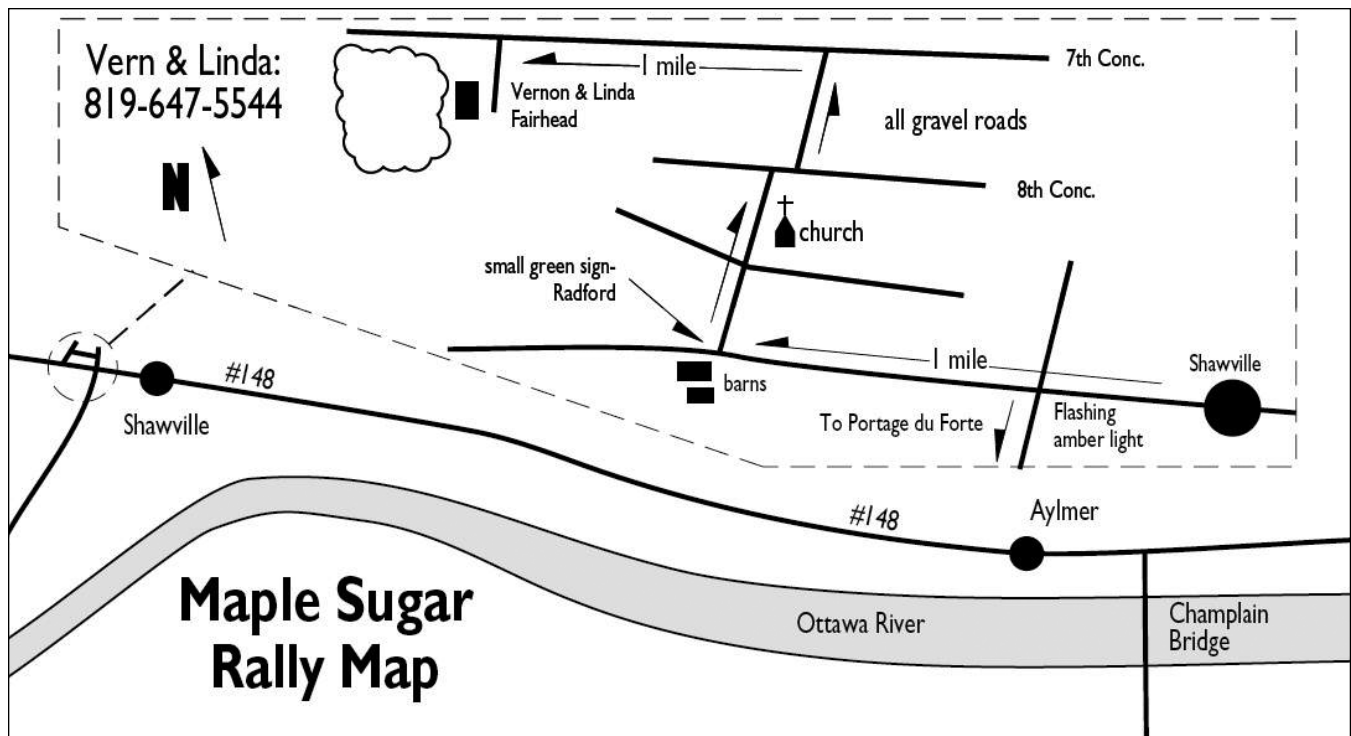 Vern & Linda:
819-647-5544
N
1 mile
7th Conc.
Vernon & Linda
Fairhead
all gravel roads
8th Conc.
church
small green sign-
Radford
1 mile
Shawville
barns
To Portage du Forte
Flashing
amber light
#148
Shawville
#148
Aylmer
Maple Sugar
Rally Map
Ottawa River
Champlain
Bridge